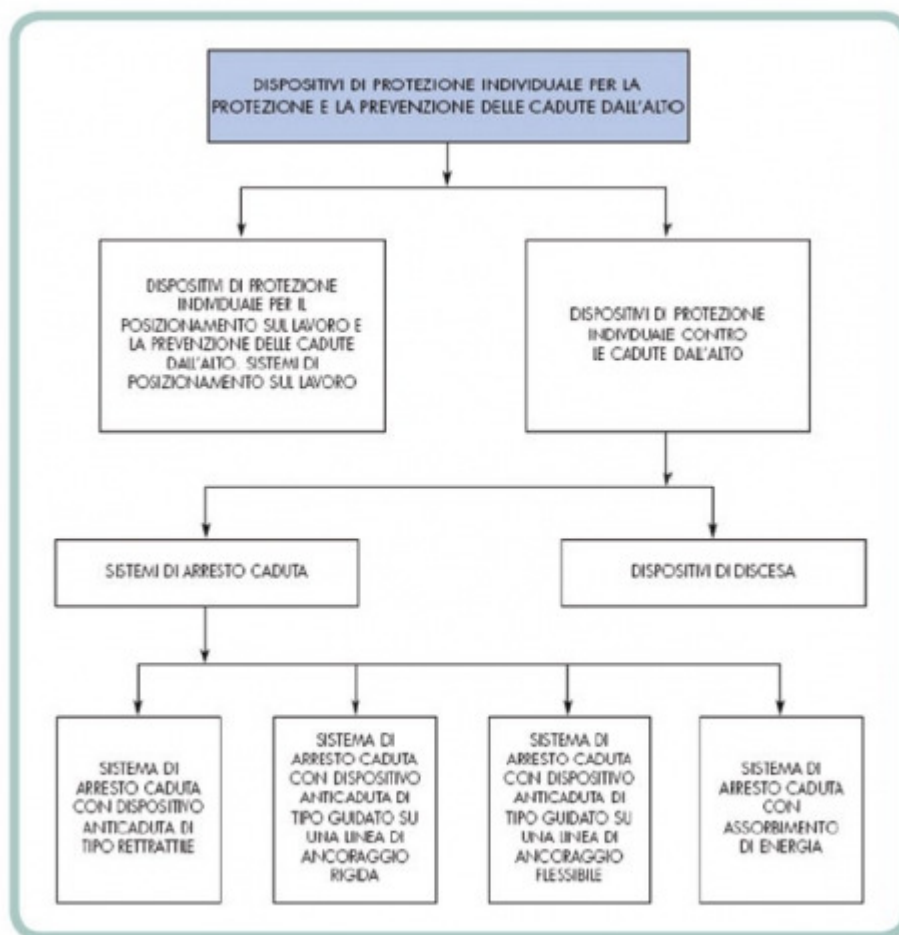 DISPOSITIVI DI PROTEZIONE INDIVIDUALE PER LA
PROTEZIONE E LA PREVENZIONE DELLE CADUTE DALL'ALTO
DISPOSITIVI DI PROTEZIONE
INDIVIDUALE PER IL
POSIZIONAMENTO SUL LAVORO E
LA PREVENZIONE DELLE CADUTE
DALL'ALTO. SISTEMI DI
POSIZIONAMENTO SUL LAVORO
DISPOSITIVI DI PROTEZIONE
INDIVIDUALE CONTRO
LE CADUTE DALL'ALTO
SISTEMI DI ARRESTO CADUTA
DISPOSITIVI DI DISCESA
SISTEMA DI
ARRESTO CADUTA
CON DISPOSITIVO
ANTICADUTA DI
TIPO RETTRATTILE
SISTEMA DI
ARRESTO CADUTA
CON DISPOSITIVO
ANTICADUTA DI
TIPO GUIDATO SU
UNA LINEA DI
ANCORAGGIO
RIGIDA
SISTEMA DI
ARRESTO CADUTA
CON DISPOSITIVO
ANTICADUTA DI
TIPO GUIDATO SU
UNA LINEA DI
ANCORAGGIO
FLESSIBILE
SISTEMA DI
ARRESTO CADUTA
CON
ASSORBIMENTO
DI ENERGIA